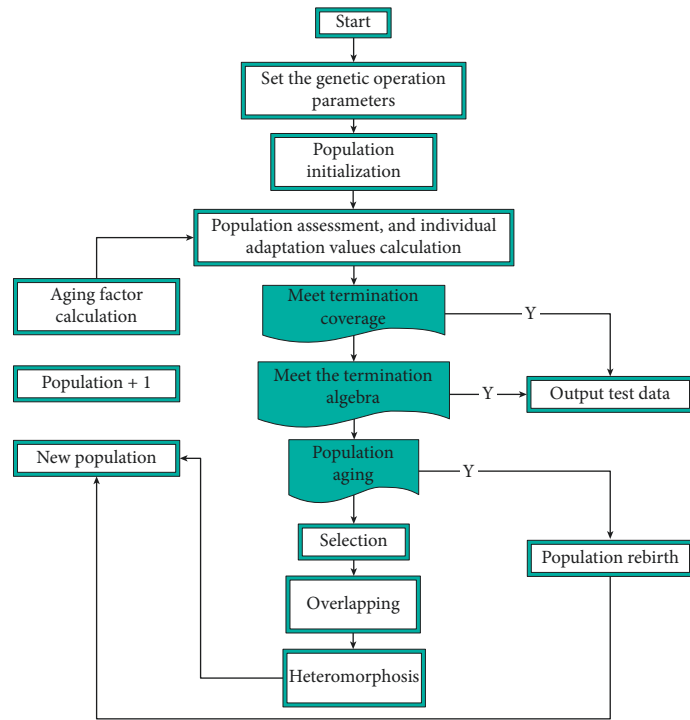 Start
Set the genetic operation
parameters
Population
initialization
Population assessment, and individual
adaptation values calculation
Aging factor
calculation
Meet termination
coverage
Y
Population + 1
Meet the termination
algebra
Y
Output test data
New population
Population
aging
Y
Selection
Population rebirth
Overlapping
Heteromorphosis